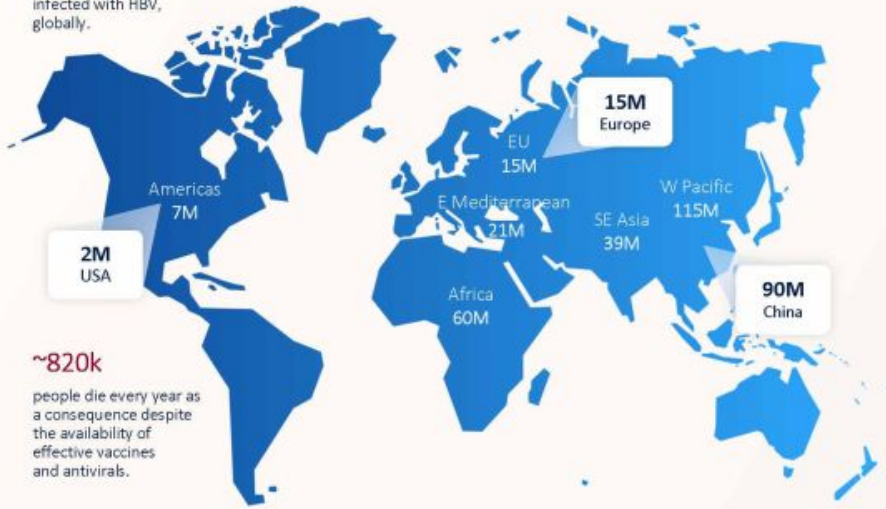 infected with HBV,
globally.
15M
Europe
EU
15M
Americas
7M
E Mediterranean
21M
W Pacific
115M
SE Asia
39M
2M
USA
Africa
60M
90M
China
~820k
people die every year as
a consequence despite
the availability of
effective vaccines
and antivirals.